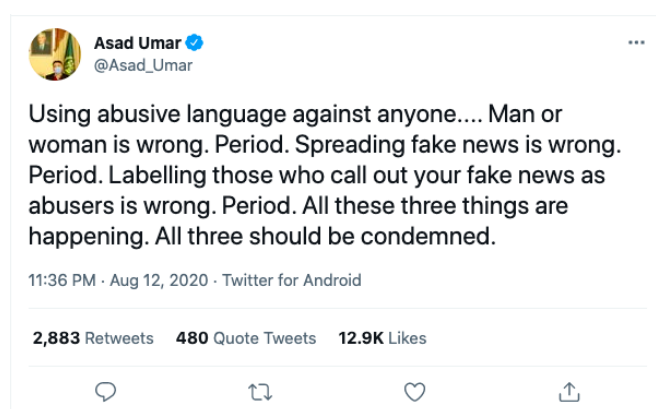 Asad Umar
@Asad_Umar
Using abusive language against anyone.... Man or
woman is wrong. Period. Spreading fake news is wrong.
Period. Labelling those who call out your fake news as
abusers is wrong. Period. All these three things are
happening. All three should be condemned.
11:36 PM · Aug 12, 2020 · Twitter for Android
2,883 Retweets 480 Quote Tweets 12.9K Likes